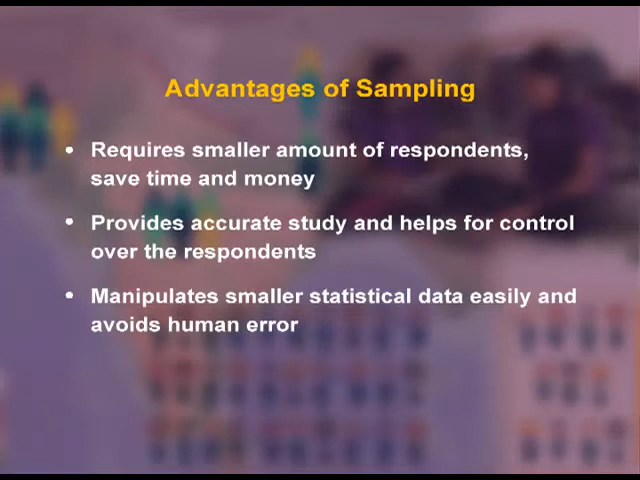 Advantages of Sampling
• Requires smaller amount of respondents,
save time and money
• Provides accurate study and helps for control
over the respondents
• Manipulates smaller statistical data easily and
avoids human error